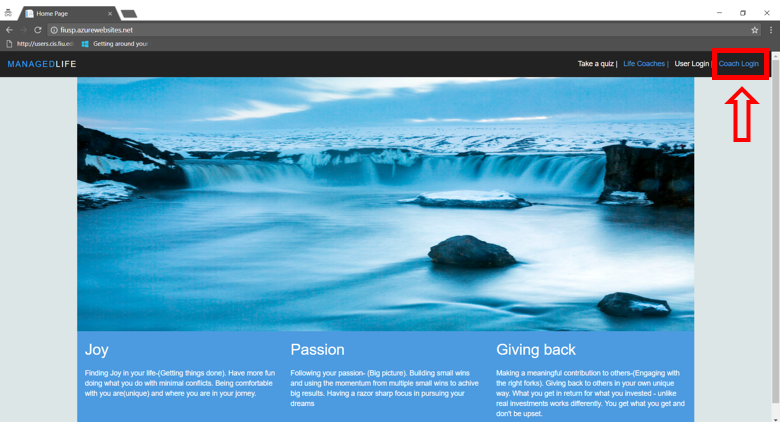 Home Page
fiusp.azurewebsites.net
http://users.cis.fiu.ed Getting around your
MANAGEDLIFE Take a quiz | Life Coaches | User Login | Coach Login
Joy
Finding Joy in your life-(Getting things done). Have more fun
doing what you do with minimal conflicts. Being comfortable
with you are(unique) and where you are in your jorney.
Passion
Following your passion- (Big picture). Building small wins
and using the momentum from multiple small wins to achive
big results. Having a razor sharp focus in pursuing your
dreams
Giving back
Making a meaningful contribution to others-(Engaging with
the right forks). Giving back to others in your own unique
way. What you get in return for what you invested - unlike
real investments works differently. You get what you get and
don't be upset.